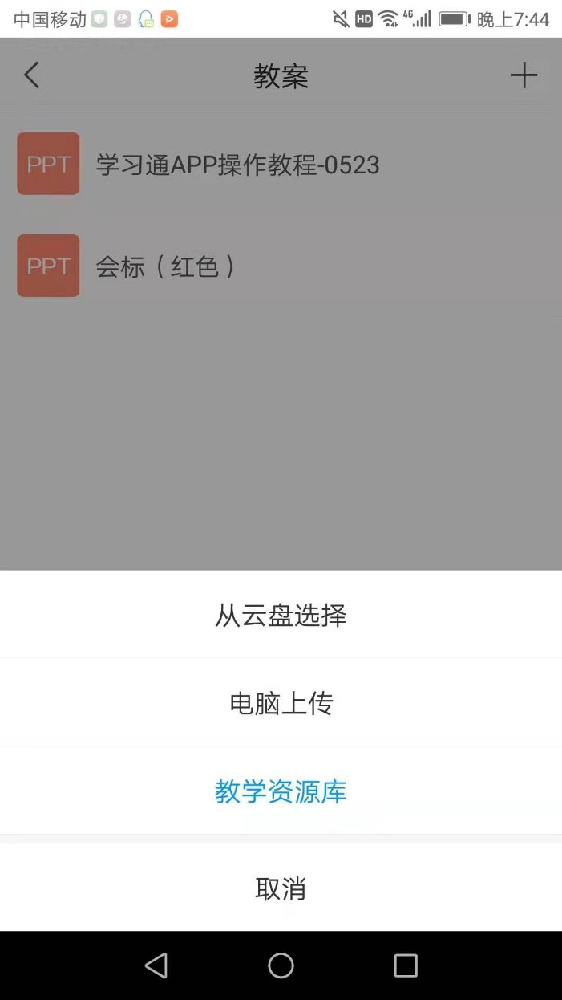 中国移动 HD 4G 晚上7:44
教案
PPT 学习通APP操作教程-0523
PPT 会标（红色）
从云盘选择
电脑上传
教学资源库
取消